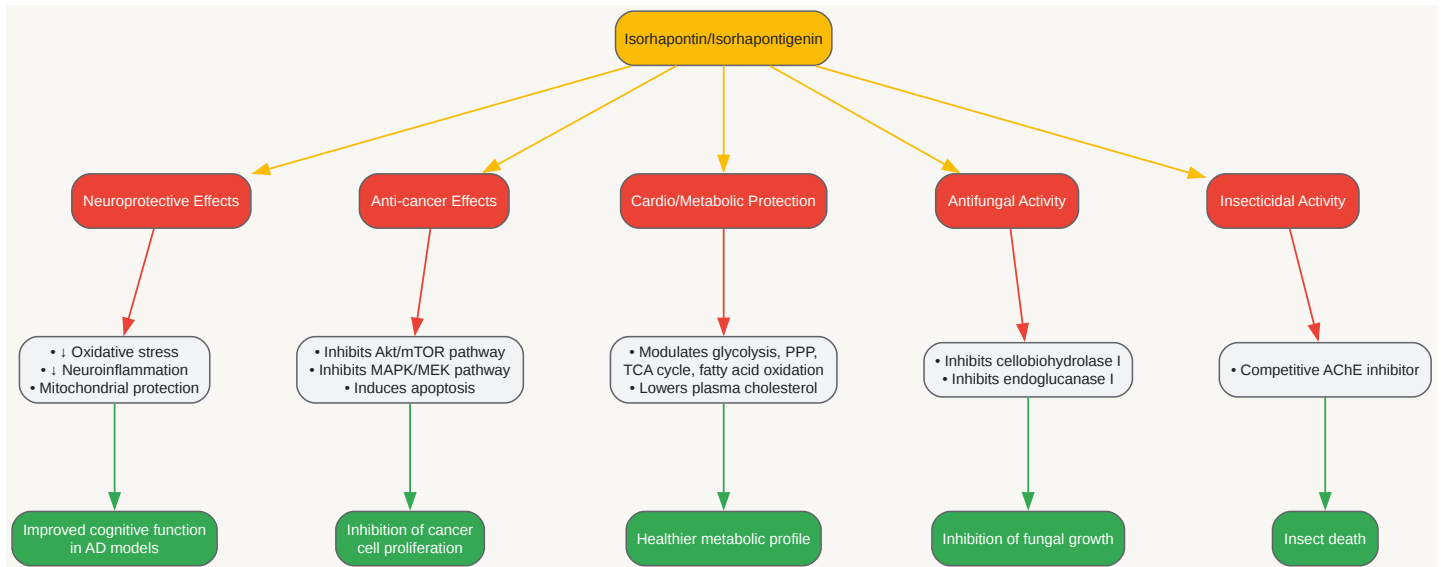 Isorhapontin/Isorhapontigenin
Neuroprotective Effects
Anti-cancer Effects
Cardio/Metabolic Protection
Antifungal Activity
Insecticidal Activity
• ↓ Oxidative stress
• ↓ Neuroinflammation
• Mitochondrial protection
• Inhibits Akt/mTOR pathway
• Inhibits MAPK/MEK pathway
• Induces apoptosis
• Modulates glycolysis, PPP,
TCA cycle, fatty acid oxidation
• Lowers plasma cholesterol
• Inhibits cellobiohydrolase I
• Inhibits endoglucanase I
• Competitive AChE inhibitor
Improved cognitive function
in AD models
Inhibition of cancer
cell proliferation
Healthier metabolic profile
Inhibition of fungal growth
Insect death